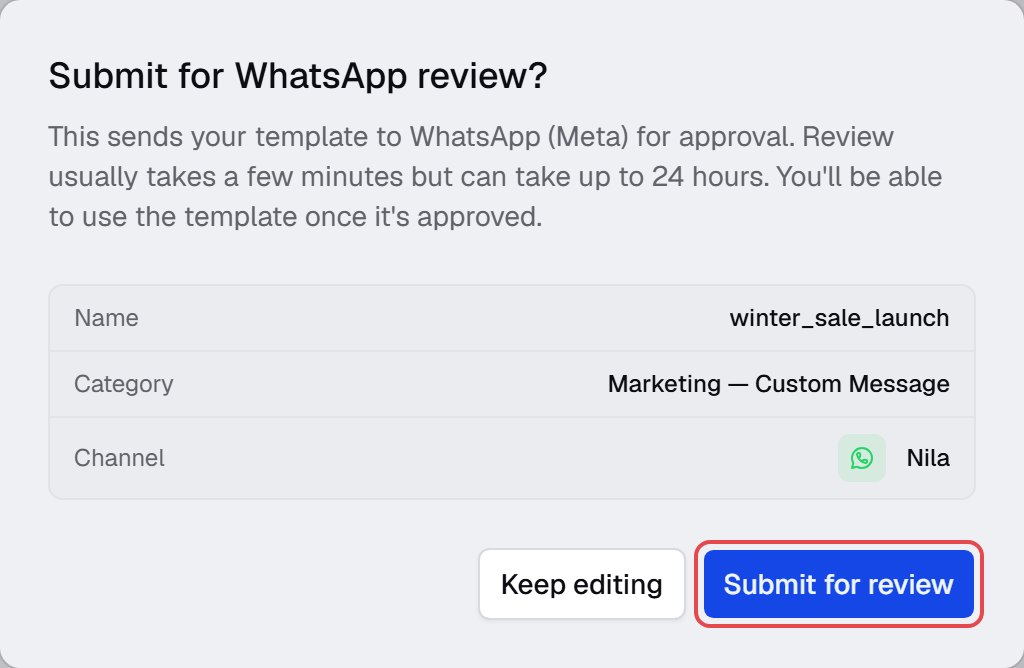 Submit for WhatsApp review?
This sends your template to WhatsApp (Meta) for approval. Review
usually takes a few minutes but can take up to 24 hours. You'll be able
to use the template once it's approved.
Name winter_sale_launch
Category Marketing — Custom Message
Channel Nila
Keep editing Submit for review